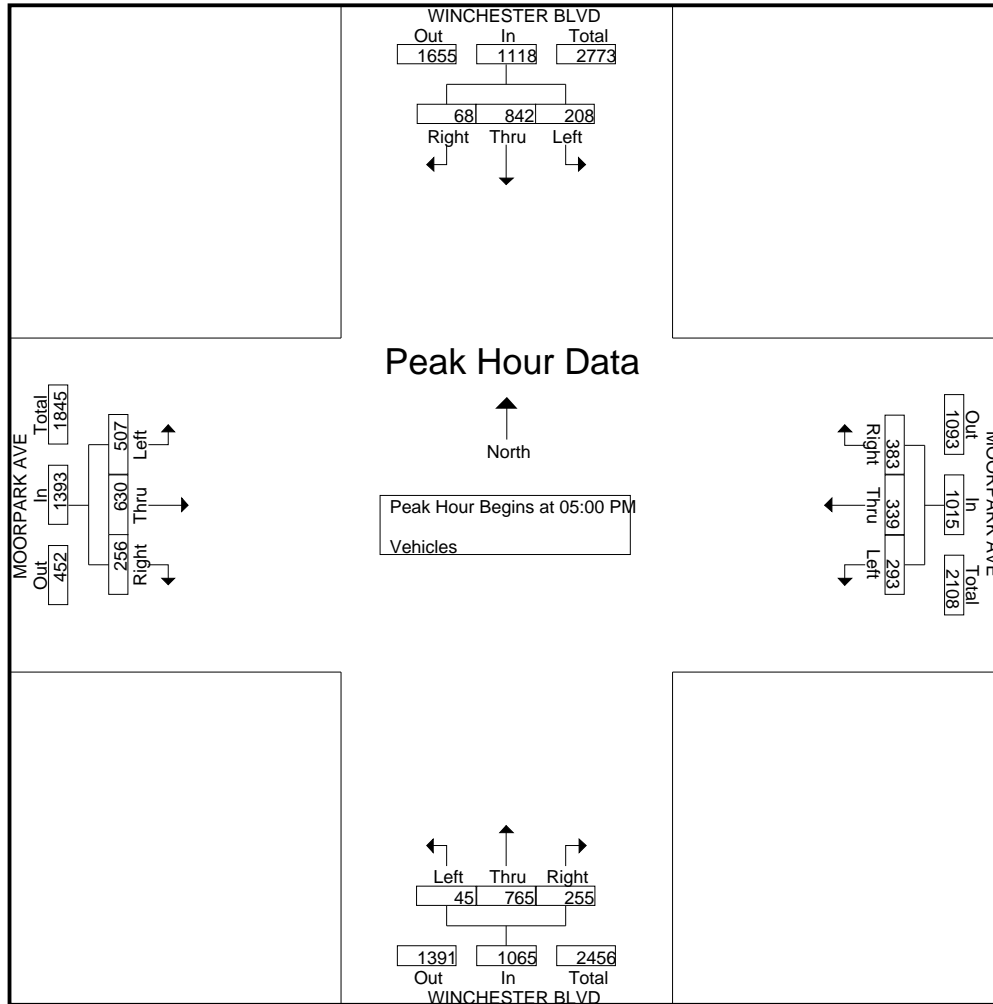 WINCHESTER BLVD
Out In Total
1655 1118 2773
68 842 208
Right Thru Left
Peak Hour Data
North
Peak Hour Begins at 05:00 PM
Vehicles
MOORPARK AVE
Out In Total
452 1393 1845
256 630 507
Right Thru Left
MOORPARK AVE
Out In Total
1093 1015 2108
383 339 293
Right Thru Left
Left Thru Right
45 765 255
1391 1065 2456
Out In Total
WINCHESTER BLVD